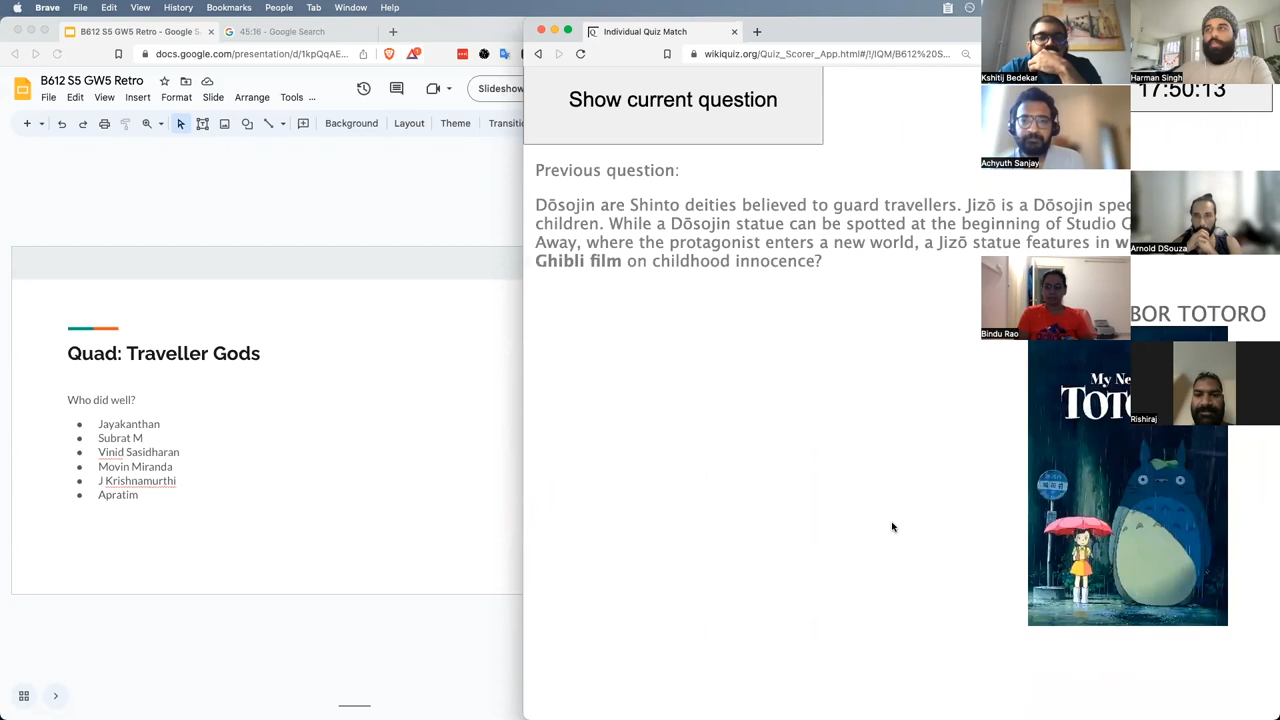 Brave File Edit View History Bookmarks
B612 S5 GW5 Retro - Google S
45:16 - Google Search
docs.google.com/presentation/d/1kpQqAE...
B612 S5 GW5 Retro
File Edit View Insert Format Slide Arrange Tools ...
Slidesho
Background Layout Theme Transiti
Quad: Traveller Gods
Who did well?
● Jayakanthan
● Subrat M
● Vinid Sasidharan
● Movin Miranda
● J Krishnamurthi
● Apratim
Individual Quiz Match
wikiquiz.org/Quiz_Scorer_App.html#/!/IQM/B612%20S...
Show current question
17:50:13
Previous question:
Dōsojin are Shinto deities believed to guard travellers. Jizō is a Dōsojin spec
children. While a Dōsojin statue can be spotted at the beginning of Studio G
Away, where the protagonist enters a new world, a Jizō statue features in w
Ghibli film on childhood innocence?
BOR TOTORO
My Ne
TOT
Kshitij Bedekar
Harman Singh
Achyuth Sanjay
Arnold DSouza
Bindu Rao
Rishiraj